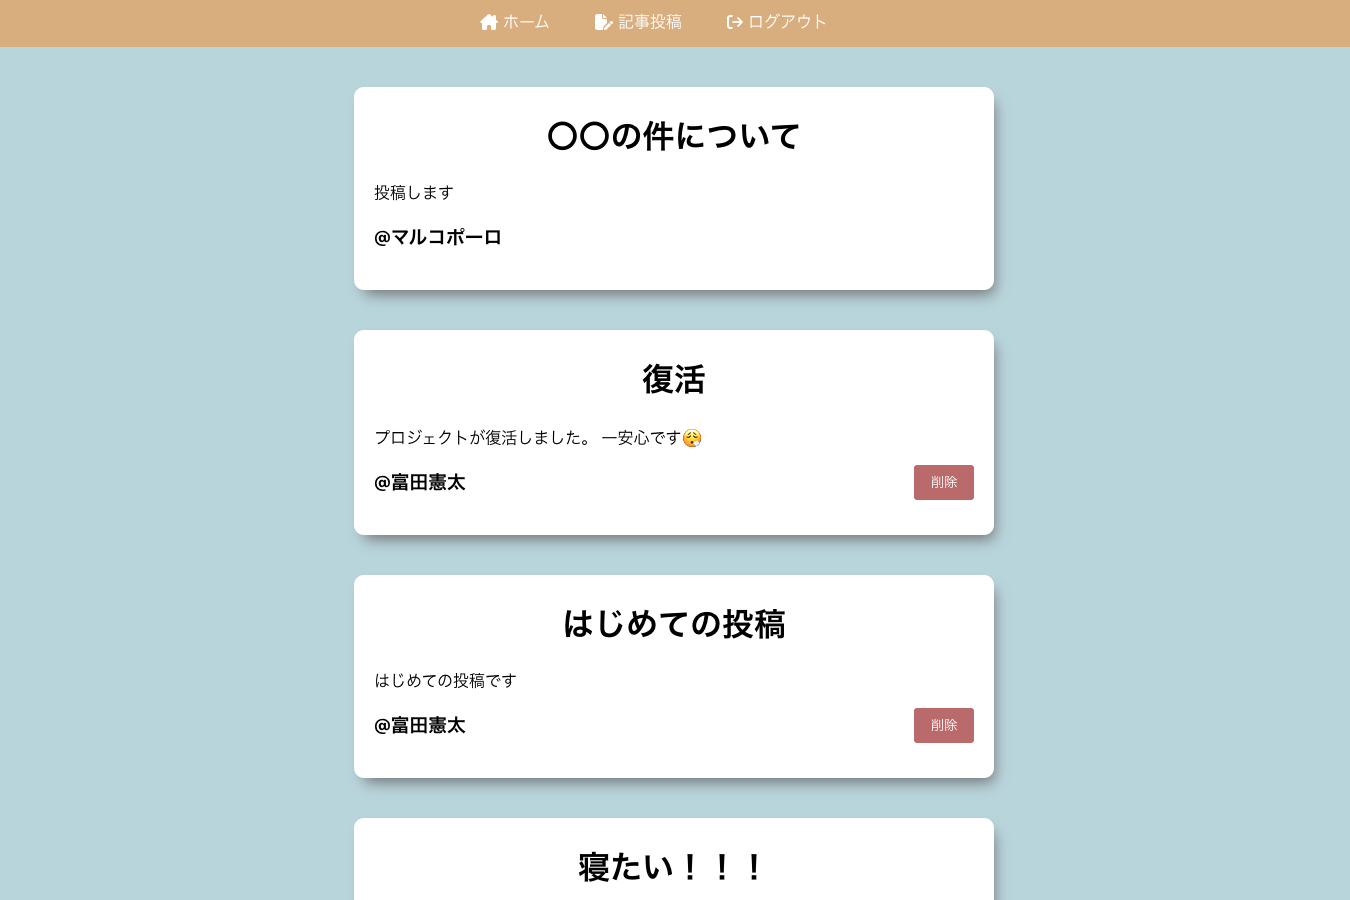 ホーム 記事投稿 ログアウト
〇〇の件について
投稿します
@マルコポーロ
復活
プロジェクトが復活しました。 一安心です😮‍💨
@富田憲太 削除
はじめての投稿
はじめての投稿です
@富田憲太 削除
寝たい！！！